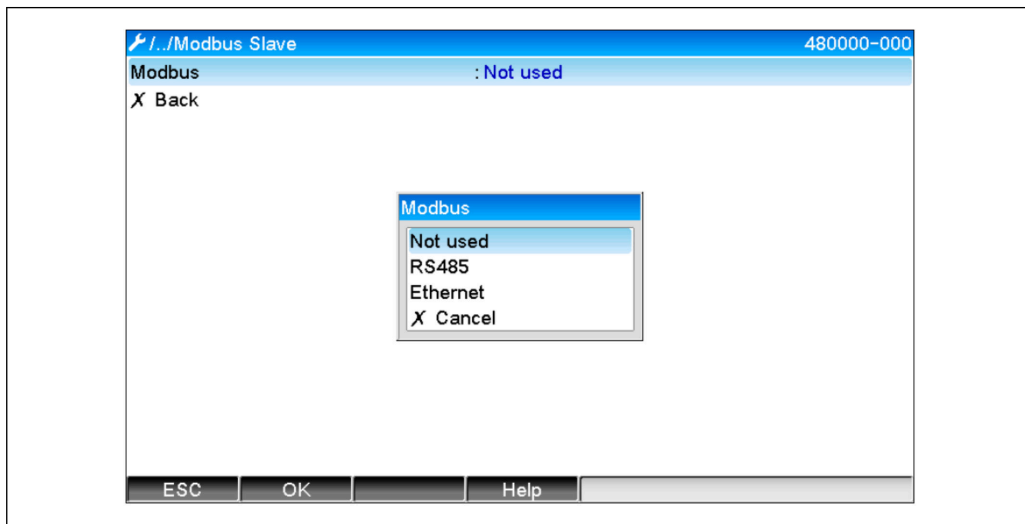 /../Modbus Slave 480000-000
Modbus : Not used
X Back
Modbus
Not used
RS485
Ethernet
X Cancel
ESC OK Help